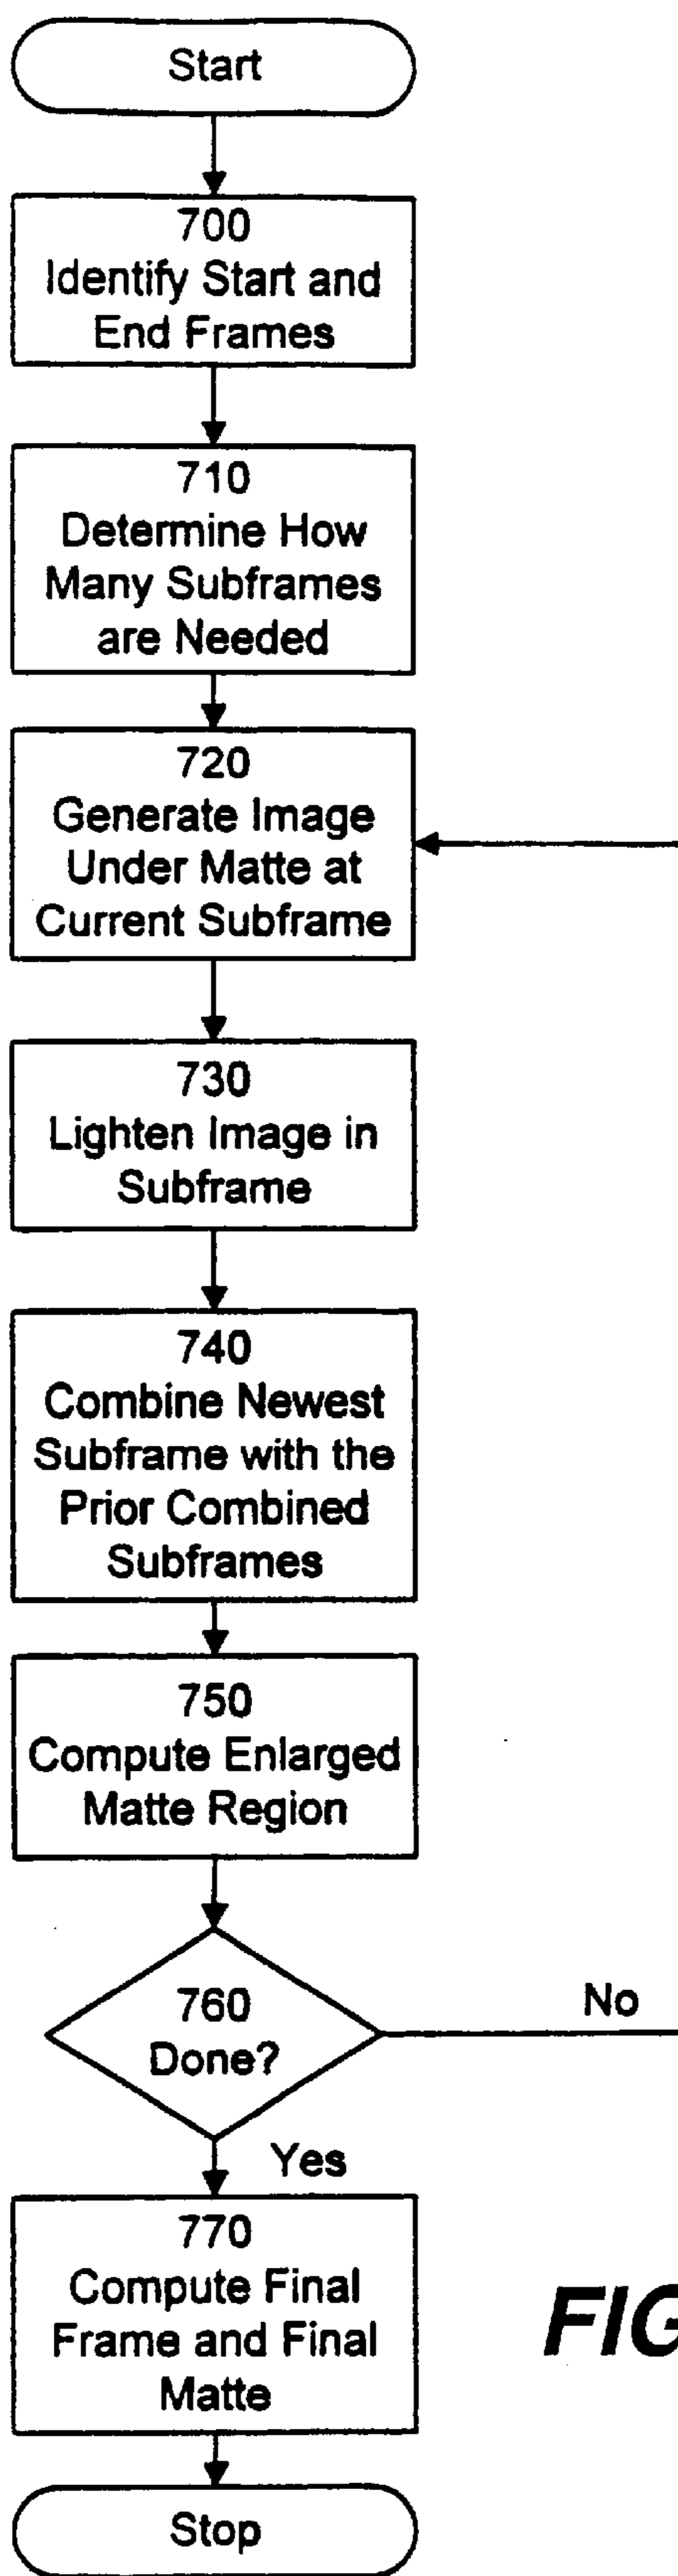 Start
700
Identify Start and
End Frames
710
Determine How
Many Subframes
are Needed
720
Generate Image
Under Matte at
Current Subframe
730
Lighten Image in
Subframe
740
Combine Newest
Subframe with the
Prior Combined
Subframes
750
Compute Enlarged
Matte Region
760
Done?
No
Yes
770
Compute Final
Frame and Final
Matte
FIG
Stop